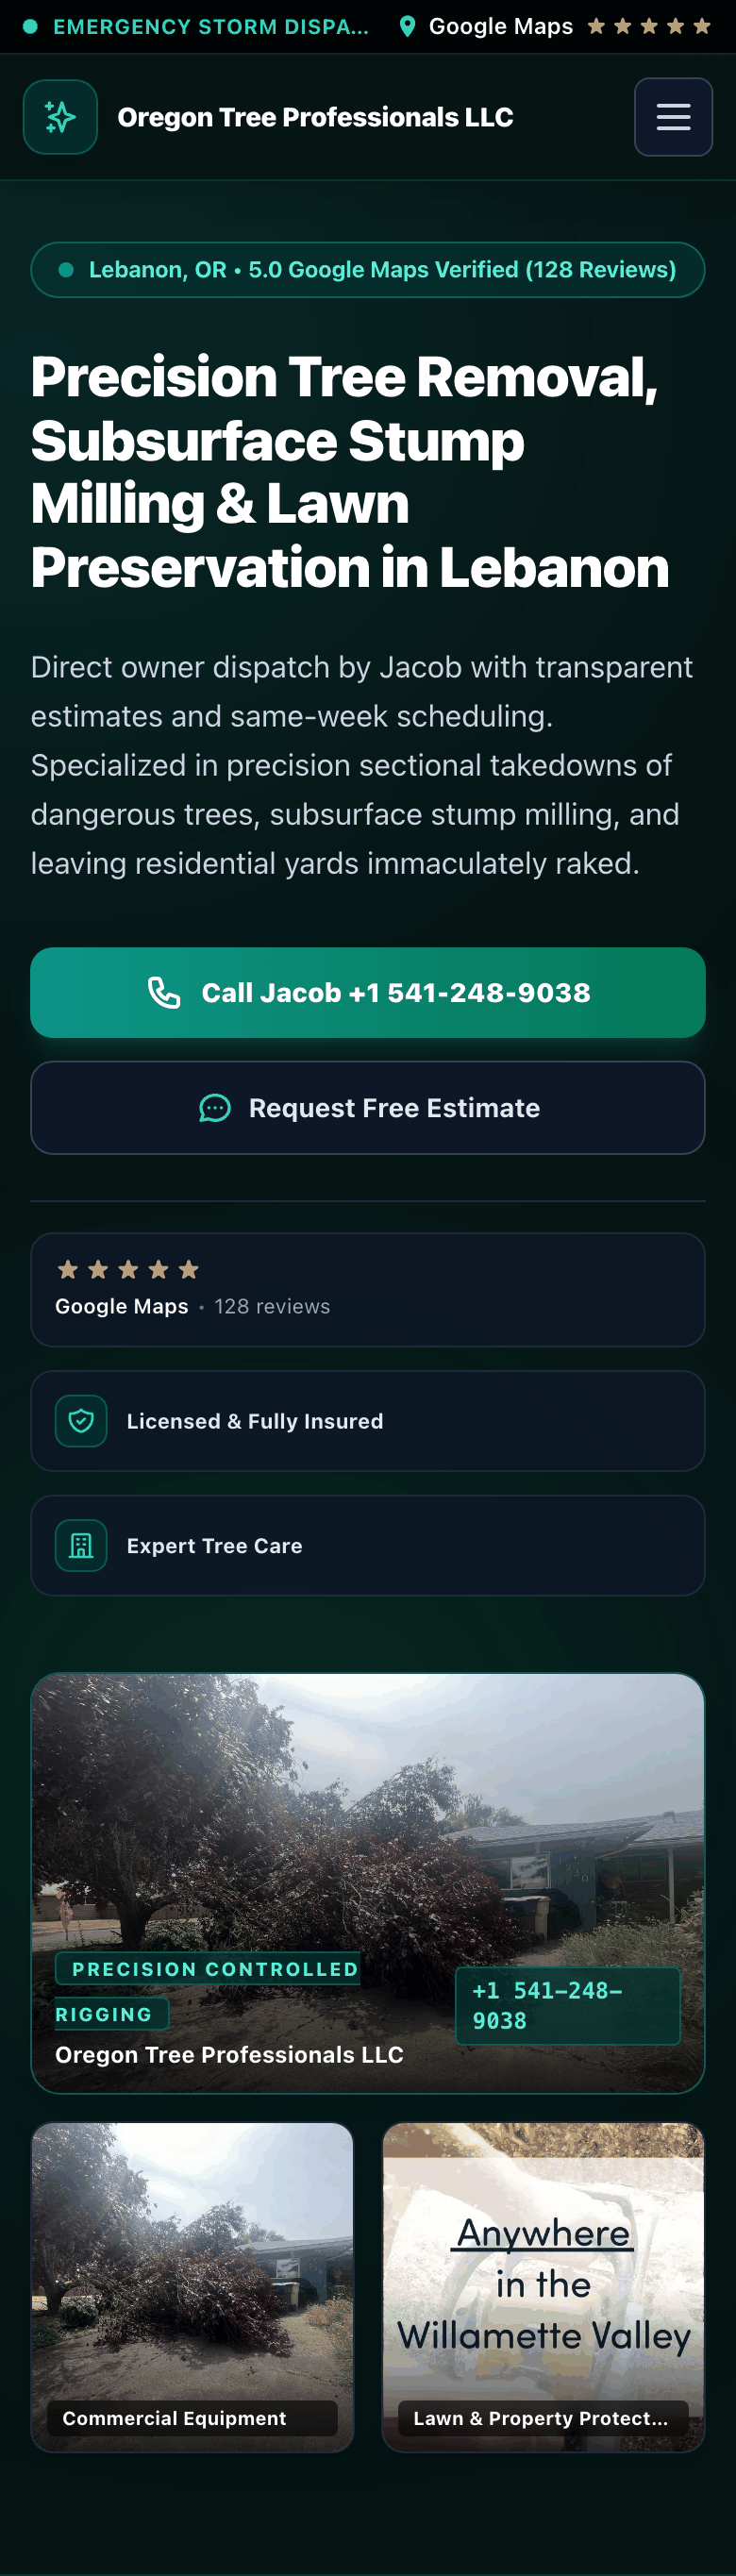 EMERGENCY STORM DISPA... Google Maps
Oregon Tree Professionals LLC
Lebanon, OR • 5.0 Google Maps Verified (128 Reviews)
Precision Tree Removal,
Subsurface Stump
Milling & Lawn
Preservation in Lebanon
Direct owner dispatch by Jacob with transparent
estimates and same-week scheduling.
Specialized in precision sectional takedowns of
dangerous trees, subsurface stump milling, and
leaving residential yards immaculately raked.
Call Jacob +1 541-248-9038
Request Free Estimate
Google Maps • 128 reviews
Licensed & Fully Insured
Expert Tree Care
PRECISION CONTROLLED
RIGGING
Oregon Tree Professionals LLC
+1 541-248-
9038
Commercial Equipment
Anywhere
in the
Willamette Valley
Lawn & Property Protect...